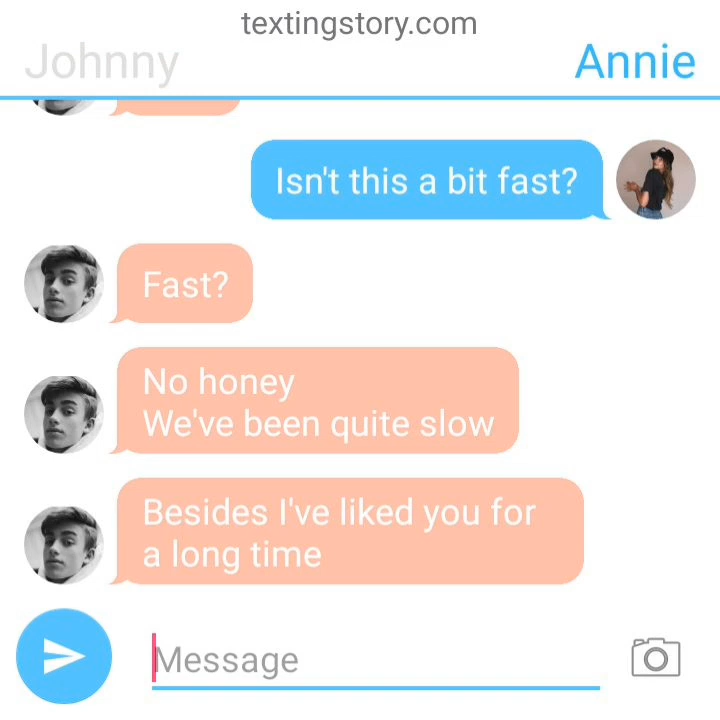 textingstory.com
Johnny
Annie
Isn't this a bit fast?
Fast?
No honey
We've been quite slow
Besides I've liked you for
a long time
Message